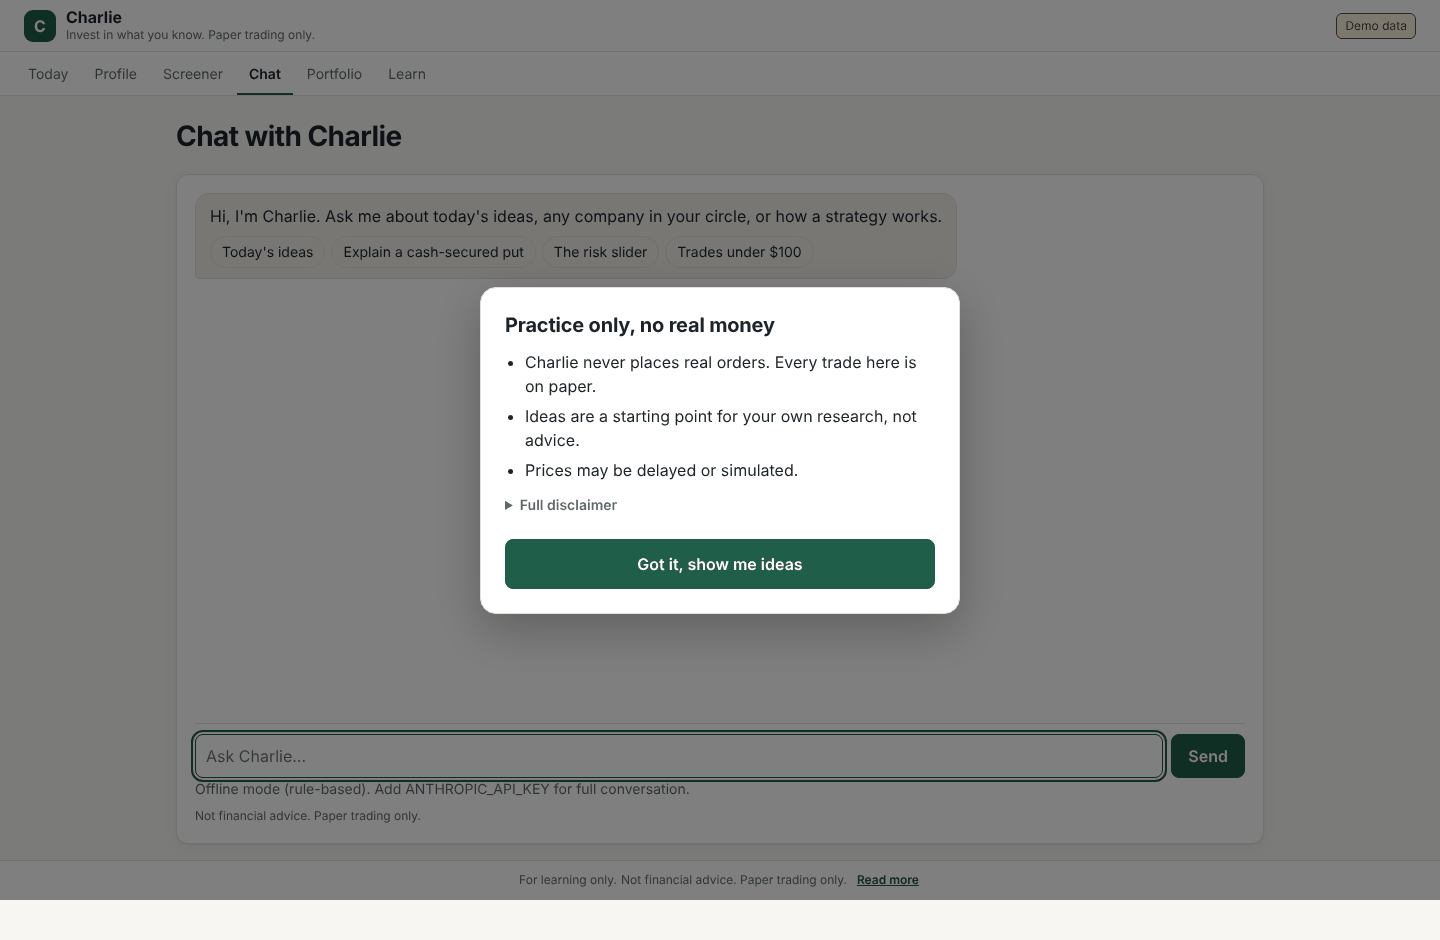 C
Charlie
Invest in what you know. Paper trading only.
Demo data
Today
Profile
Screener
Chat
Portfolio
Learn
Chat with Charlie
Hi, I'm Charlie. Ask me about today's ideas, any company in your circle, or how a strategy works.
Today's ideas
Explain a cash-secured put
The risk slider
Trades under $100
Practice only, no real money
• Charlie never places real orders. Every trade here is
on paper.
• Ideas are a starting point for your own research, not
advice.
• Prices may be delayed or simulated.
▶ Full disclaimer
Got it, show me ideas
Ask Charlie...
Send
Offline mode (rule-based). Add ANTHROPIC_API_KEY for full conversation.
Not financial advice. Paper trading only.
For learning only. Not financial advice. Paper trading only. Read more